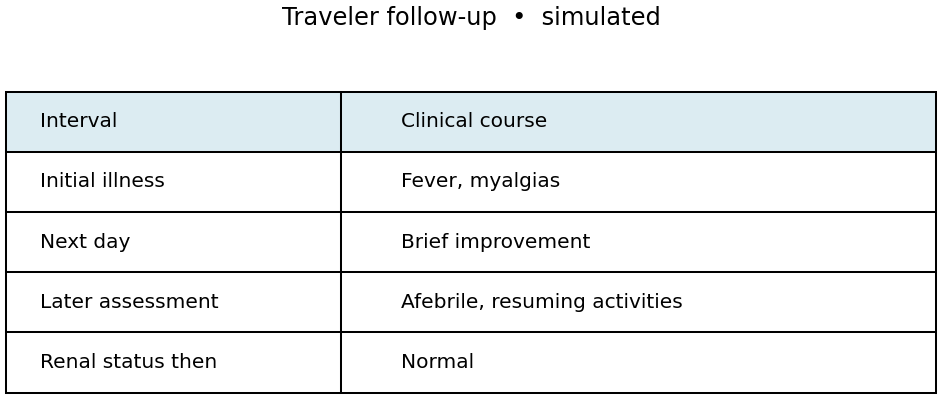 Traveler follow-up • simulated
Interval Clinical course
Initial illness Fever, myalgias
Next day Brief improvement
Later assessment Afebrile, resuming activities
Renal status then Normal